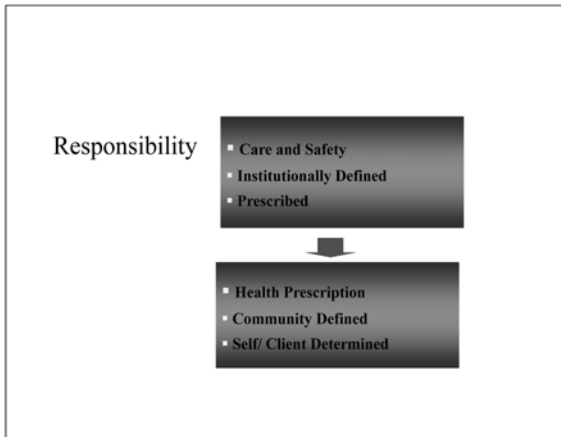 Responsibility
▪ Care and Safety
▪ Institutionally Defined
▪ Prescribed
▪ Health Prescription
▪ Community Defined
▪ Self/ Client Determined